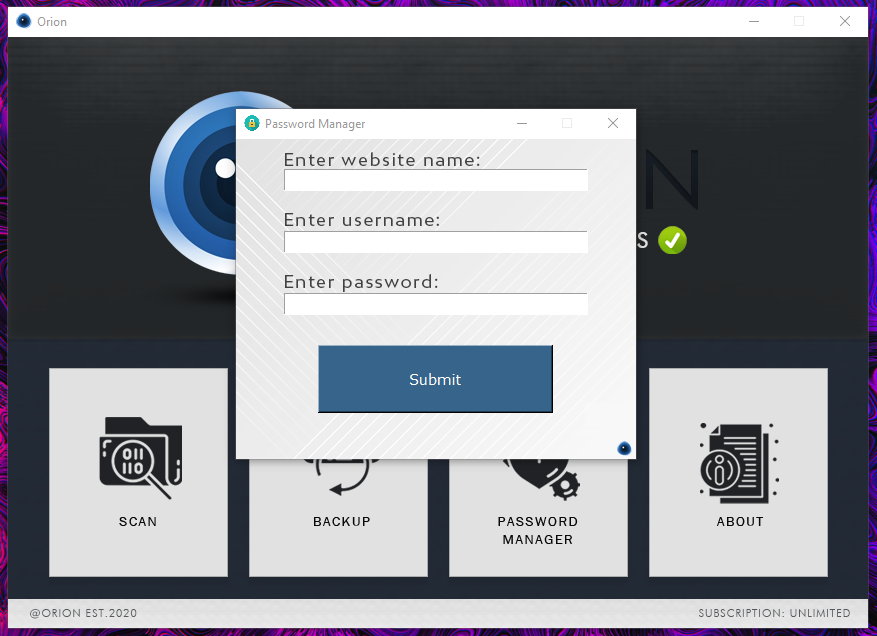 Orion
Password Manager
Enter website name:
N
Enter username:
S
Enter password:
Submit
SCAN
BACKUP
PASSWORD
MANAGER
ABOUT
@ORION EST.2020
SUBSCRIPTION: UNLIMITED